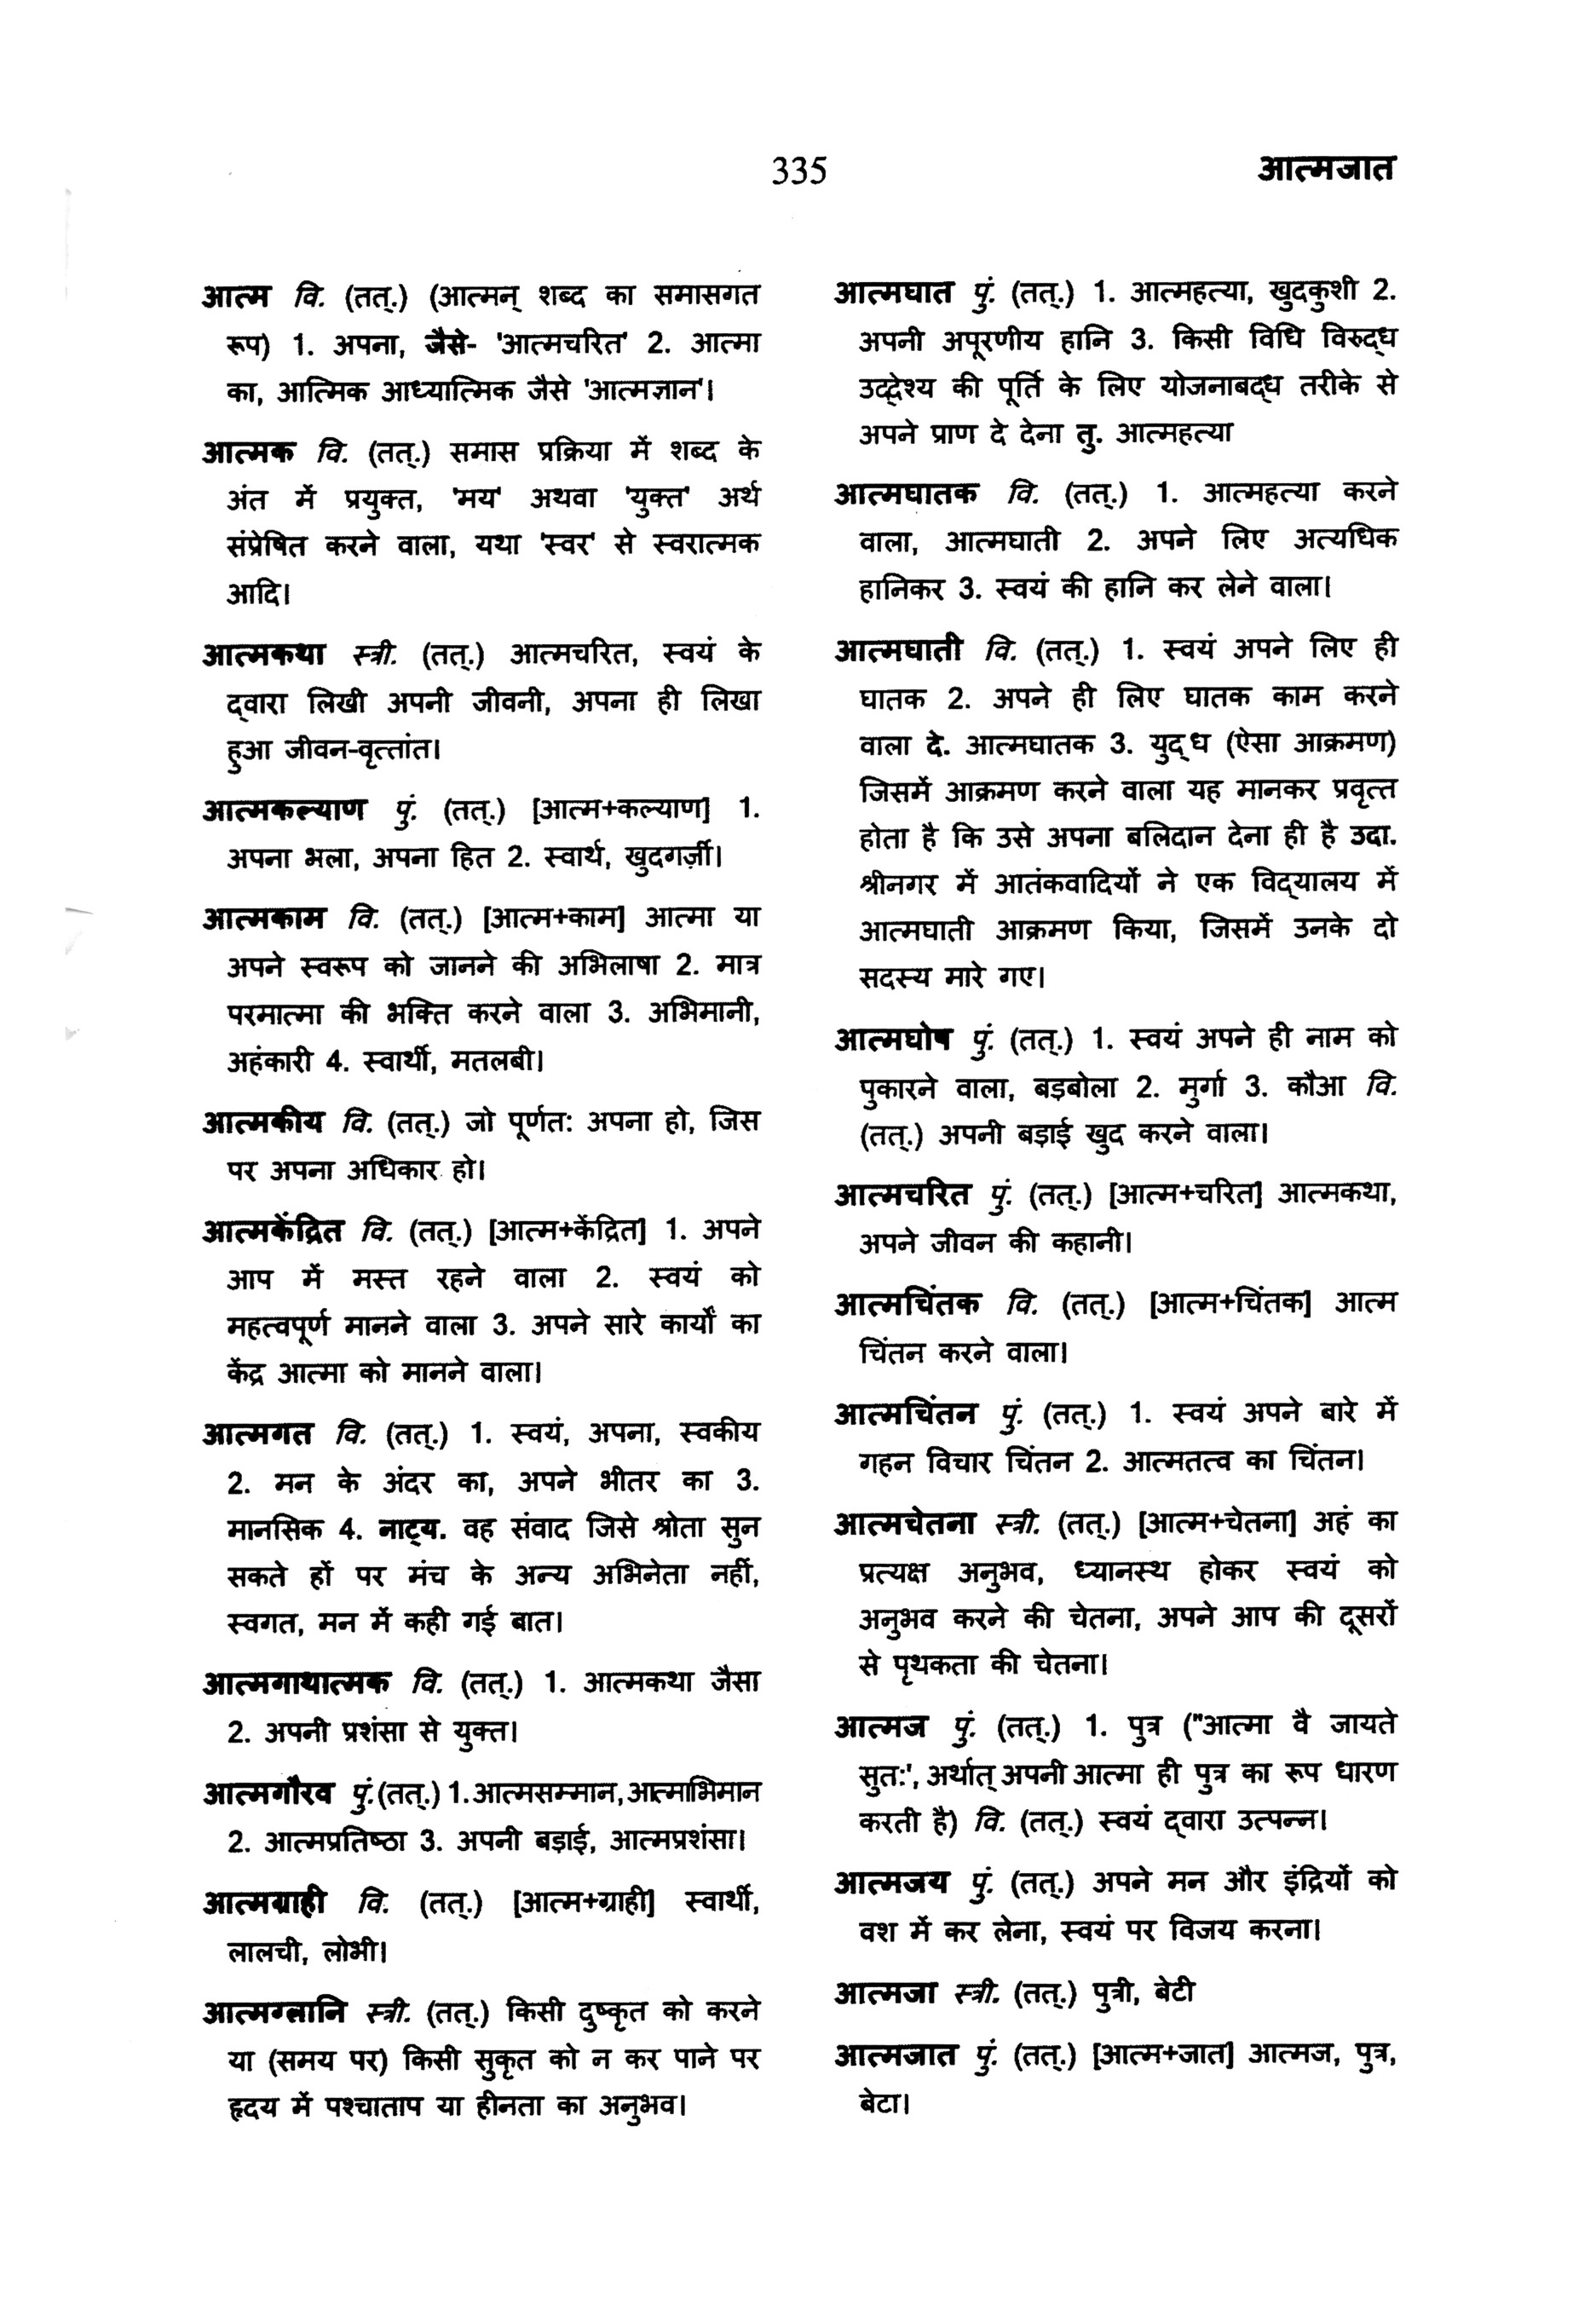 335
आत्मजात
आत्म वि. (तत्.) (आत्मन् शब्द का समासगत
रूप) 1. अपना, जैसे- 'आत्मचरित' 2. आत्मा
का, आत्मिक आध्यात्मिक जैसे 'आत्मज्ञान'।
आत्मक वि. (तत्.) समास प्रक्रिया में शब्द के
अंत में प्रयुक्त, 'मय' अथवा 'युक्त' अर्थ
संप्रेषित करने वाला, यथा 'स्वर' से स्वरात्मक
आदि।
आत्मकथा स्त्री. (तत्.) आत्मचरित, स्वयं के
द्वारा लिखी अपनी जीवनी, अपना ही लिखा
हुआ जीवन-वृत्तांत।
आत्मकल्याण पुं. (तत्.) [आत्म+कल्याण] 1.
अपना भला, अपना हित 2. स्वार्थ, खुदगर्ज़ी।
आत्मकाम वि. (तत्.) [आत्म+काम] आत्मा या
अपने स्वरूप को जानने की अभिलाषा 2. मात्र
परमात्मा की भक्ति करने वाला 3. अभिमानी,
अहंकारी 4. स्वार्थी, मतलबी।
आत्मकीय वि. (तत्.) जो पूर्णत: अपना हो, जिस
पर अपना अधिकार हो।
आत्मकेंद्रित वि. (तत्.) [आत्म+केंद्रित] 1. अपने
आप में मस्त रहने वाला 2. स्वयं को
महत्वपूर्ण मानने वाला 3. अपने सारे कार्यों का
केंद्र आत्मा को मानने वाला।
आत्मगत वि. (तत्.) 1. स्वयं, अपना, स्वकीय
2. मन के अंदर का, अपने भीतर का 3.
मानसिक 4. नाट्य. वह संवाद जिसे श्रोता सुन
सकते हों पर मंच के अन्य अभिनेता नहीं,
स्वगत, मन में कही गई बात।
आत्मगाथात्मक वि. (तत्.) 1. आत्मकथा जैसा
2. अपनी प्रशंसा से युक्त।
आत्मगौरव पुं.(तत्.) 1.आत्मसम्मान,आत्माभिमान
2. आत्मप्रतिष्ठा 3. अपनी बड़ाई, आत्मप्रशंसा।
आत्मग्राही वि. (तत्.) [आत्म+ग्राही] स्वार्थी,
लालची, लोभी।
आत्मग्लानि स्त्री. (तत्.) किसी दुष्कृत को करने
या (समय पर) किसी सुकृत को न कर पाने पर
हृदय में पश्चाताप या हीनता का अनुभव।
आत्मघात पुं. (तत्.) 1. आत्महत्या, खुदकुशी 2.
अपनी अपूरणीय हानि 3. किसी विधि विरुद्ध
उद्देश्य की पूर्ति के लिए योजनाबद्ध तरीके से
अपने प्राण दे देना तु. आत्महत्या
आत्मघातक वि. (तत्.) 1. आत्महत्या करने
वाला, आत्मघाती 2. अपने लिए अत्यधिक
हानिकर 3. स्वयं की हानि कर लेने वाला।
आत्मघाती वि. (तत्.) 1. स्वयं अपने लिए ही
घातक 2. अपने ही लिए घातक काम करने
वाला दे. आत्मघातक 3. युद्ध (ऐसा आक्रमण)
जिसमें आक्रमण करने वाला यह मानकर प्रवृत्त
होता है कि उसे अपना बलिदान देना ही है उदा.
श्रीनगर में आतंकवादियों ने एक विद्यालय में
आत्मघाती आक्रमण किया, जिसमें उनके दो
सदस्य मारे गए।
आत्मघोष पुं. (तत्.) 1. स्वयं अपने ही नाम को
पुकारने वाला, बड़बोला 2. मुर्गा 3. कौआ वि.
(तत्.) अपनी बड़ाई खुद करने वाला।
आत्मचरित पुं. (तत्.) [आत्म+चरित] आत्मकथा,
अपने जीवन की कहानी।
आत्मचिंतक वि. (तत्.) [आत्म+चिंतक] आत्म
चिंतन करने वाला।
आत्मचिंतन पुं. (तत्.) 1. स्वयं अपने बारे में
गहन विचार चिंतन 2. आत्मतत्व का चिंतन।
आत्मचेतना स्त्री. (तत्.) [आत्म+चेतना] अहं का
प्रत्यक्ष अनुभव, ध्यानस्थ होकर स्वयं को
अनुभव करने की चेतना, अपने आप की दूसरों
से पृथकता की चेतना।
आत्मज पुं. (तत्.) 1. पुत्र ("आत्मा वै जायते
सुत:', अर्थात् अपनी आत्मा ही पुत्र का रूप धारण
करती है) वि. (तत्.) स्वयं द्वारा उत्पन्न।
आत्मजय पुं. (तत्.) अपने मन और इंद्रियों को
वश में कर लेना, स्वयं पर विजय करना।
आत्मजा स्त्री. (तत्.) पुत्री, बेटी
आत्मजात पुं. (तत्.) [आत्म+जात] आत्मज, पुत्र,
बेटा।